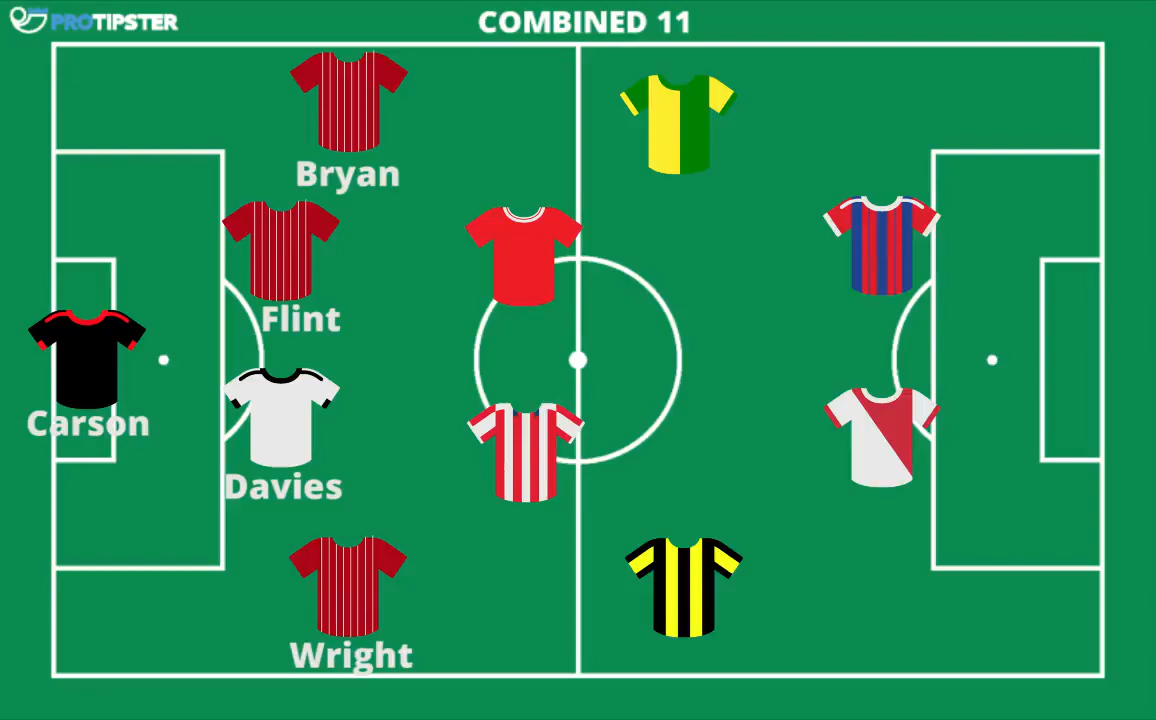 PROTIPSTER
COMBINED 11
Bryan
Flint
Carson
Davies
Wright